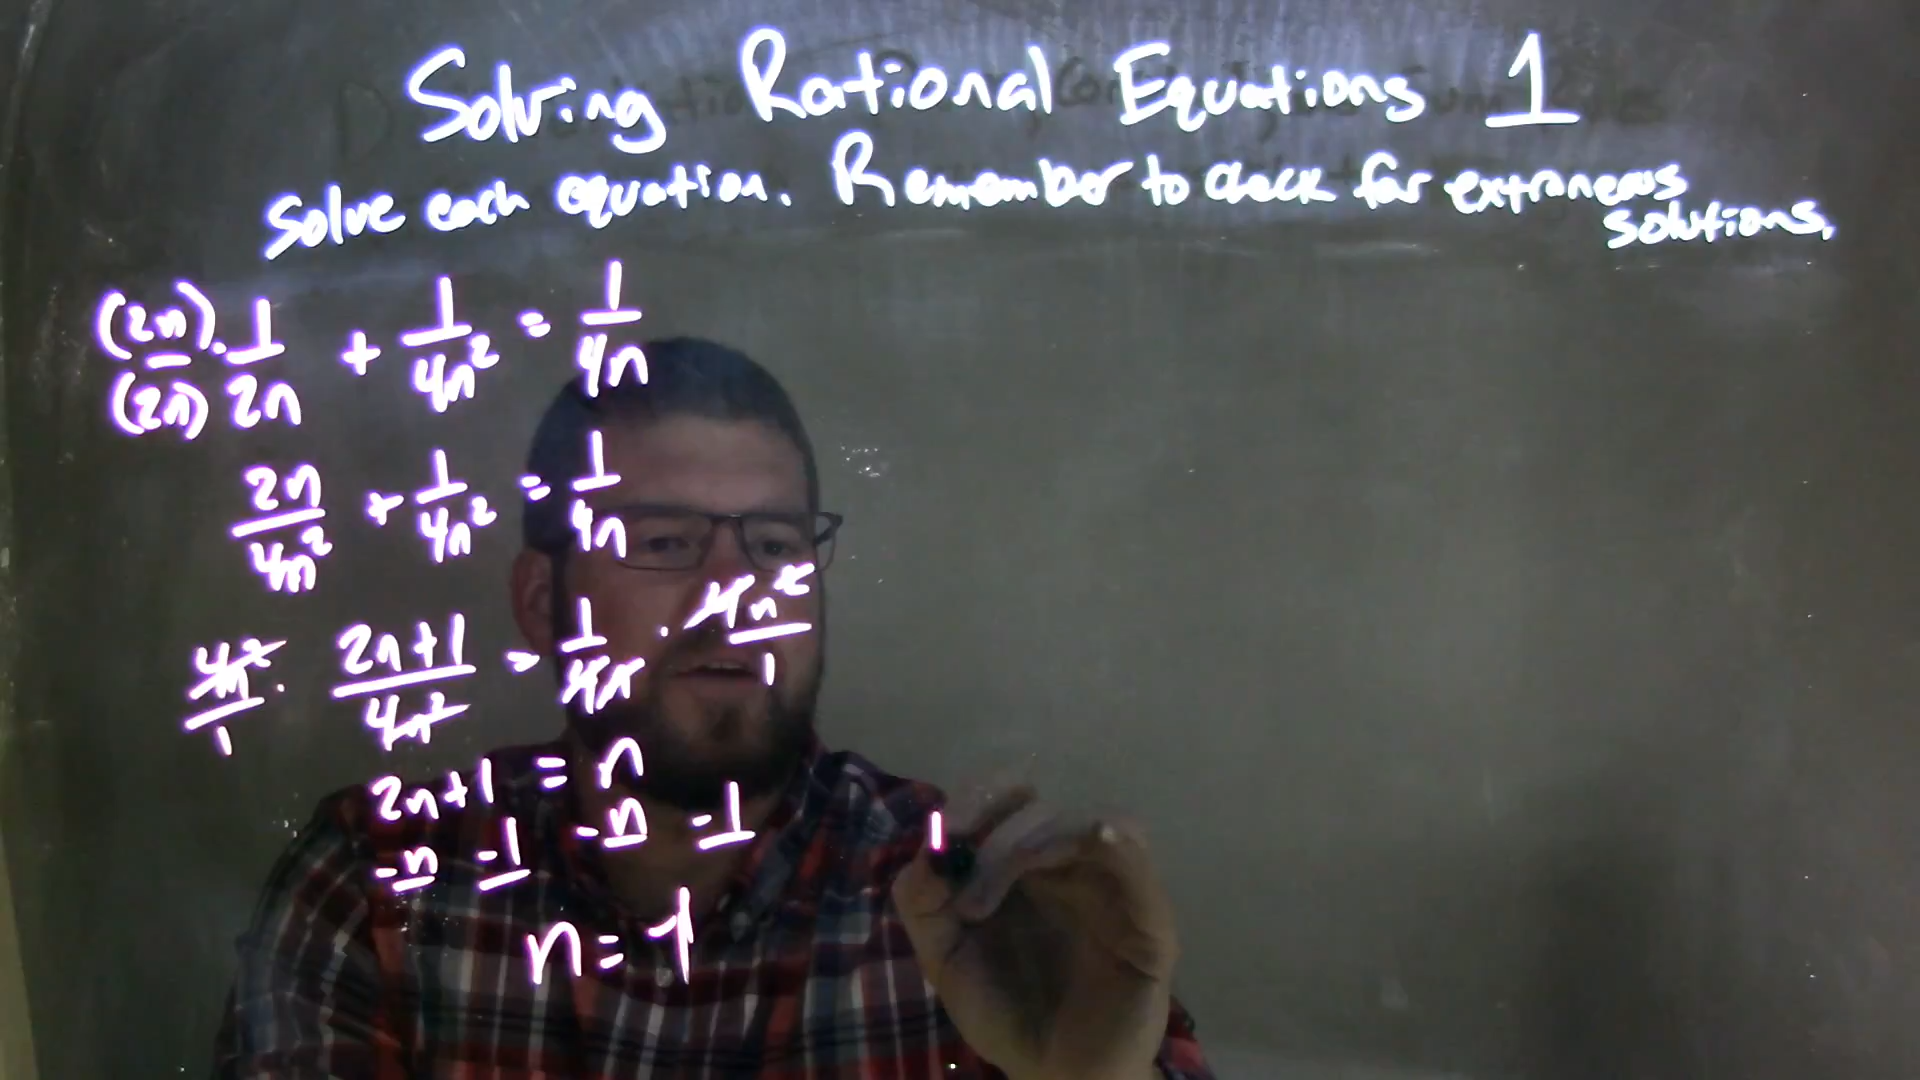 Solving Rational Equations 1
Solve each equation. Remember to check for extraneous
solutions.
(2n)/(2n) · 1/2n + 1/4n² = 1/4n
2n/4n² + 1/4n² = 1/4n
4n²/1 · (2n+1)/4n² = 1/4n · 4n²/1
2n+1 = n
-n -1 -n -1
n = -1
1